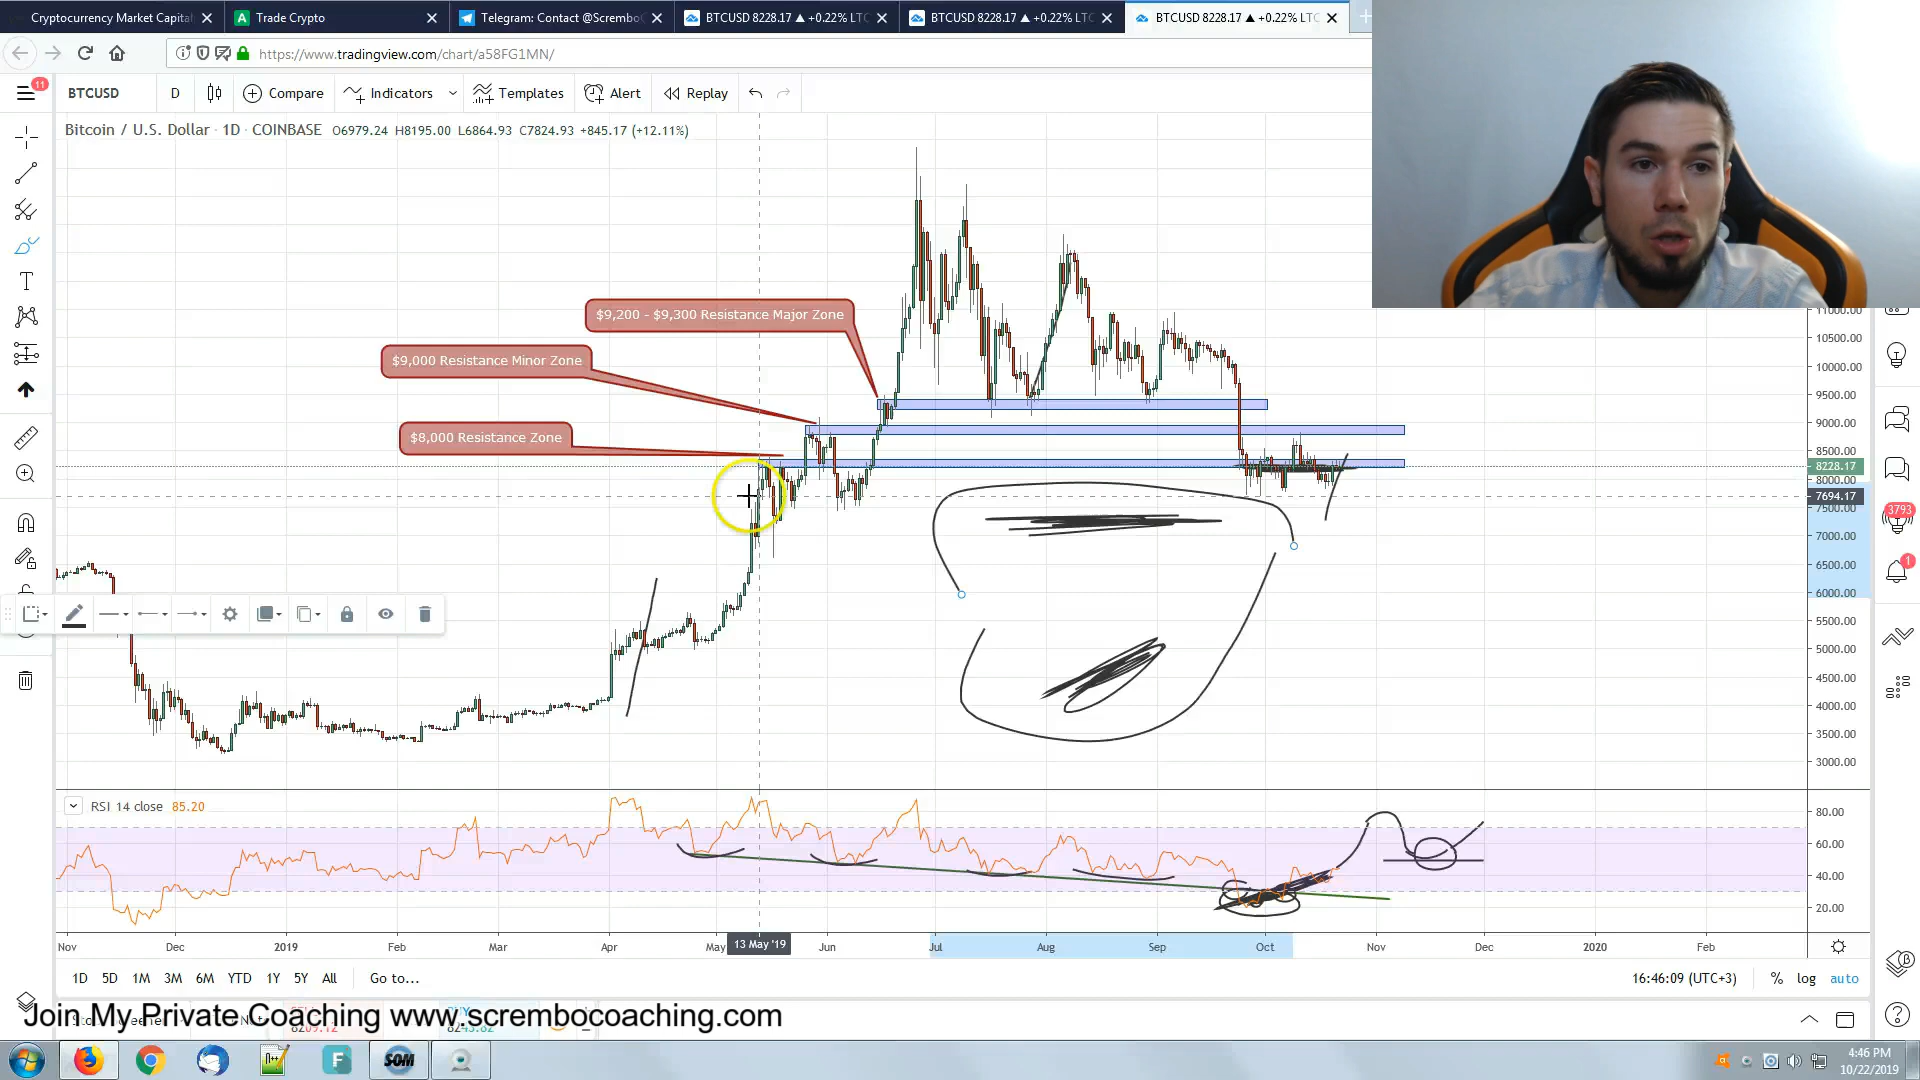 Cryptocurrency Market Capital
Trade Crypto
Telegram: Contact @Scrembo
BTCUSD 8228.17 ▲ +0.22% LTC
BTCUSD 8228.17 ▲ +0.22% LTC
BTCUSD 8228.17 ▲ +0.22% LTC
https://www.tradingview.com/chart/a58FG1MN/
11
BTCUSD
D
Compare
Indicators
Templates
Alert
Replay
Bitcoin / U.S. Dollar · 1D · COINBASE O6979.24 H8195.00 L6864.93 C7824.93 +845.17 (+12.11%)
$9,200 - $9,300 Resistance Major Zone
$9,000 Resistance Minor Zone
$8,000 Resistance Zone
11000.00
10500.00
10000.00
9500.00
9000.00
8500.00
8228.17
8000.00
7694.17
7500.00
7000.00
6500.00
6000.00
5500.00
5000.00
4500.00
4000.00
3500.00
3000.00
3793
1
RSI 14 close 85.20
80.00
60.00
40.00
20.00
Nov
Dec
2019
Feb
Mar
Apr
May
13 May '19
Jun
Jul
Aug
Sep
Oct
Nov
Dec
2020
Feb
1D 5D 1M 3M 6M YTD 1Y 5Y All Go to...
16:46:09 (UTC+3) % log auto
Join My Private Coaching www.scrembocoaching.com
SOM
4:46 PM
10/22/2019